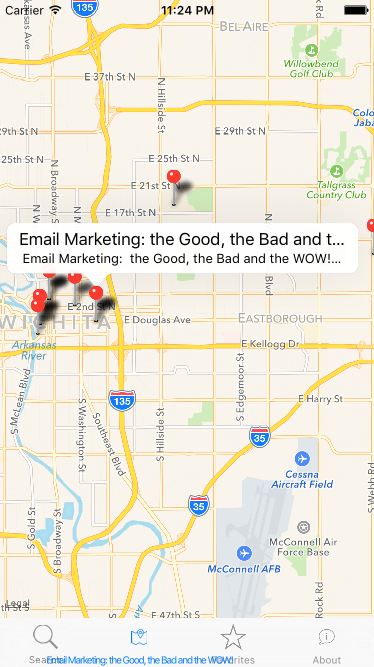 Carrier 11:24 PM
135
BEL AIRE
Rock Rd
Willowbend
Golf Club
E 37th St N
N Hillside St
E 29th St N
E 25th St N
N Broadway
E 21st St N
Tallgrass
Country Club
E 17th St N
Email Marketing: the Good, the Bad and t...
Email Marketing: the Good, the Bad and the WOW!...
E 2nd St N
WICHITA
E Douglas Ave
EASTBOROUGH
Arkansas
River
E Kellogg Dr
S McLean Blvd
S Washington St
Southeast Blvd
S Hillside St
S Edgemoor St
135
E Harry St
35
Cessna
Aircraft Field
S Webb Rd
35
S Gold St
S Broadway St
McConnell Air
Force Base
McConnell AFB
Rock Rd
Legal
E 47th St S
Email Marketing: the Good, the Bad and the WOW!
About